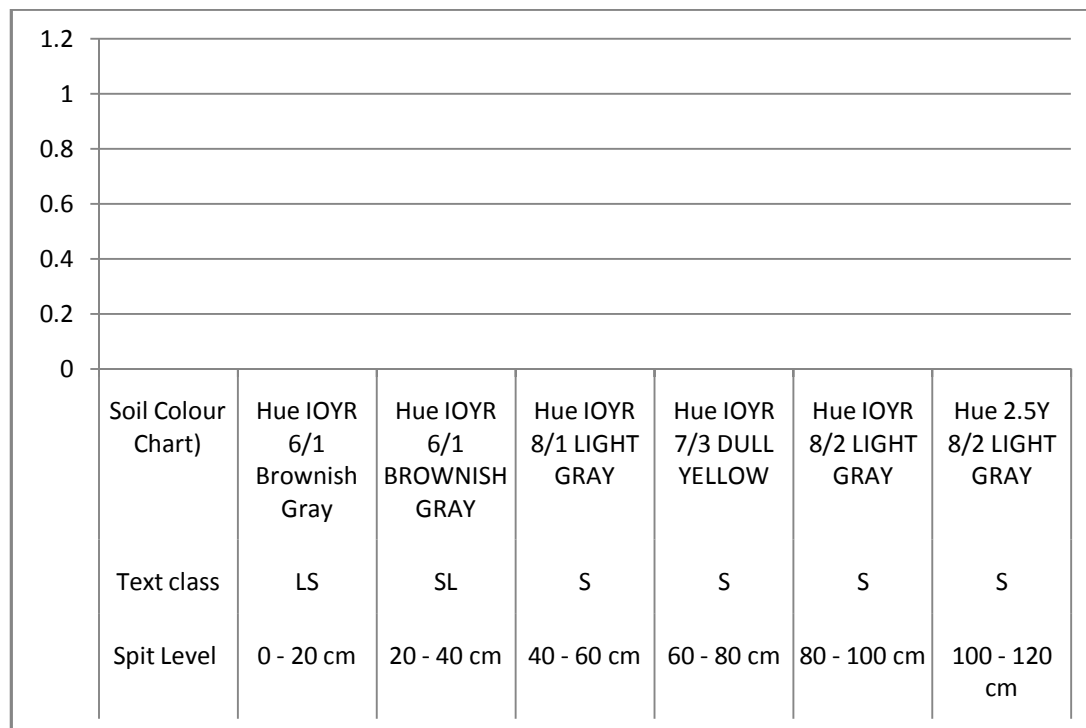 1.2
1
0.8
0.6
0.4
0.2
0
Soil Colour Chart)
Hue IOYR 6/1 Brownish Gray
Hue IOYR 6/1 BROWNISH GRAY
Hue IOYR 8/1 LIGHT GRAY
Hue IOYR 7/3 DULL YELLOW
Hue IOYR 8/2 LIGHT GRAY
Hue 2.5Y 8/2 LIGHT GRAY
Text class LS SL S S S S
Spit Level 0 - 20 cm 20 - 40 cm 40 - 60 cm 60 - 80 cm 80 - 100 cm 100 - 120 cm